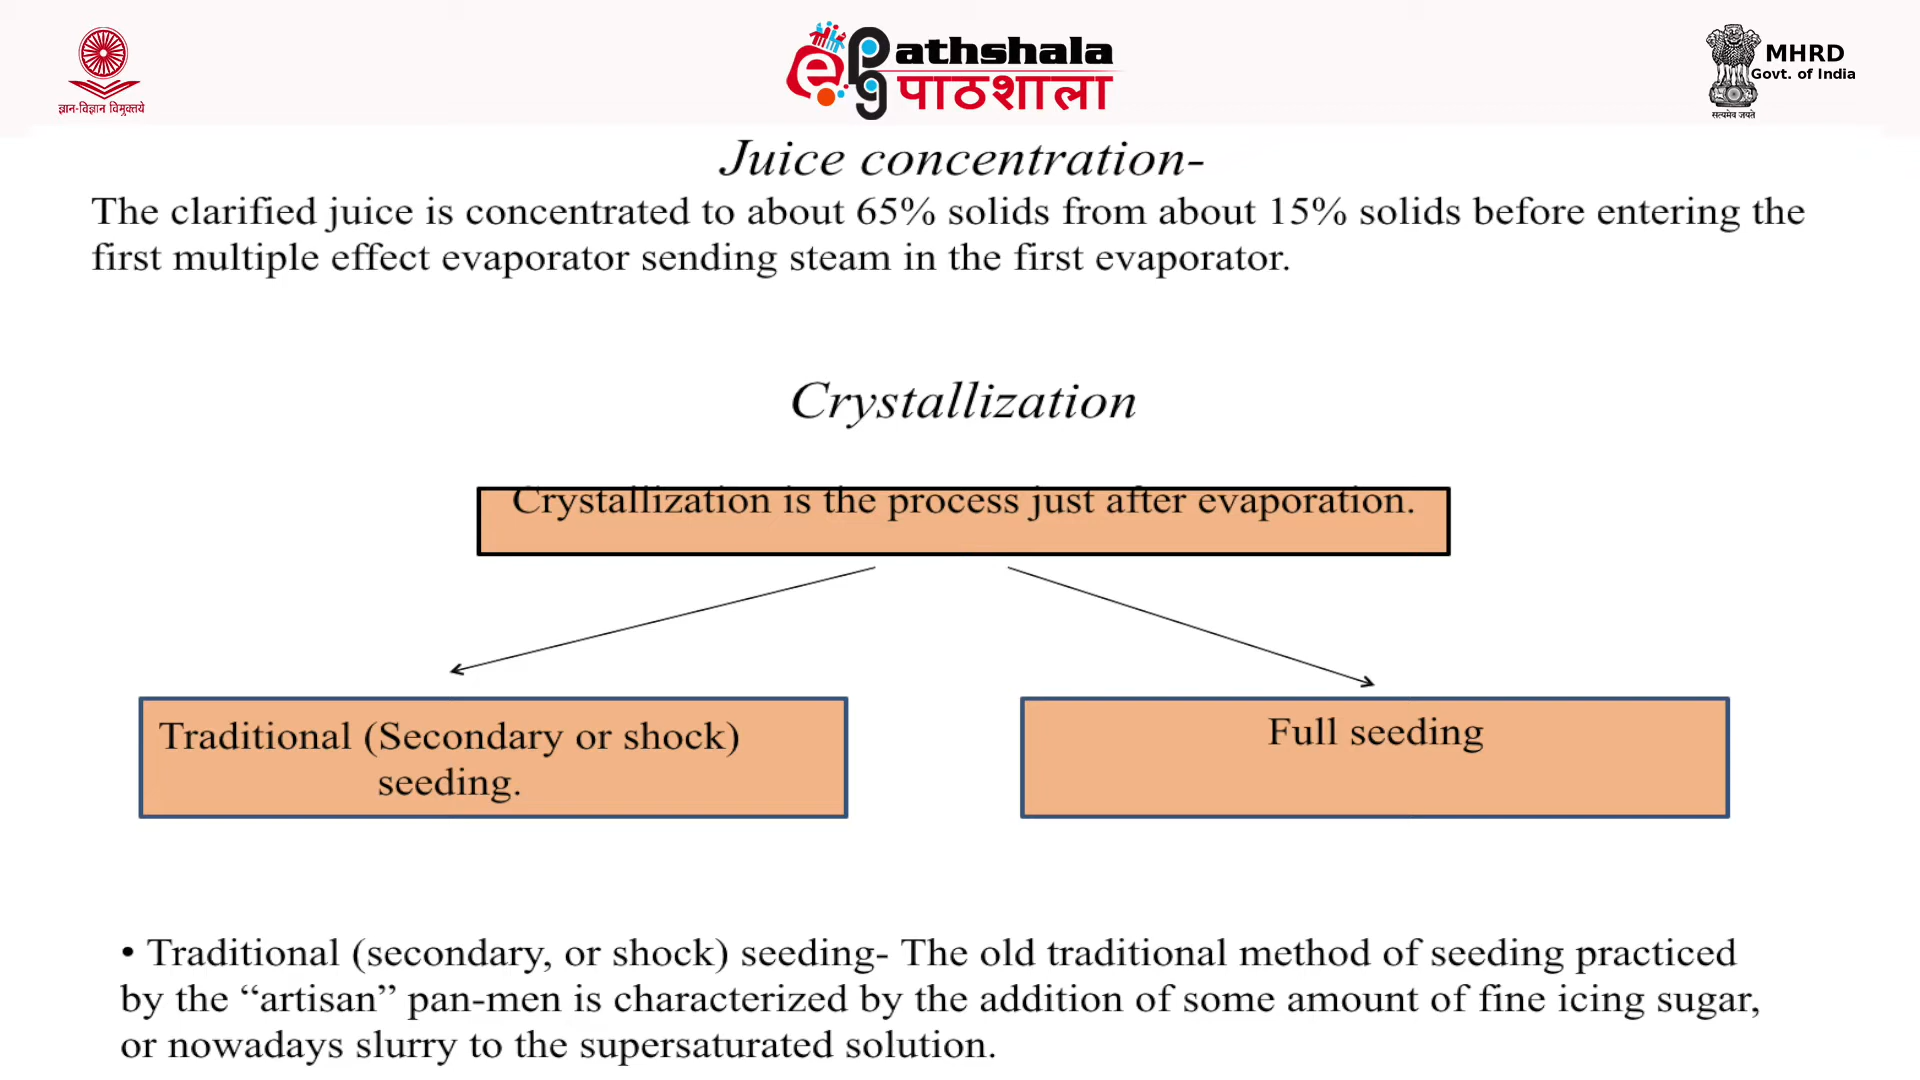 ज्ञान-विज्ञान विमुक्तये
athshala
पाठशाला
MHRD
Govt. of India
सत्यमेव जयते
Juice concentration-
The clarified juice is concentrated to about 65% solids from about 15% solids before entering the
first multiple effect evaporator sending steam in the first evaporator.
Crystallization
Crystallization is the process just after evaporation.
Traditional (Secondary or shock)
seeding.
Full seeding
• Traditional (secondary, or shock) seeding- The old traditional method of seeding practiced
by the “artisan” pan-men is characterized by the addition of some amount of fine icing sugar,
or nowadays slurry to the supersaturated solution.